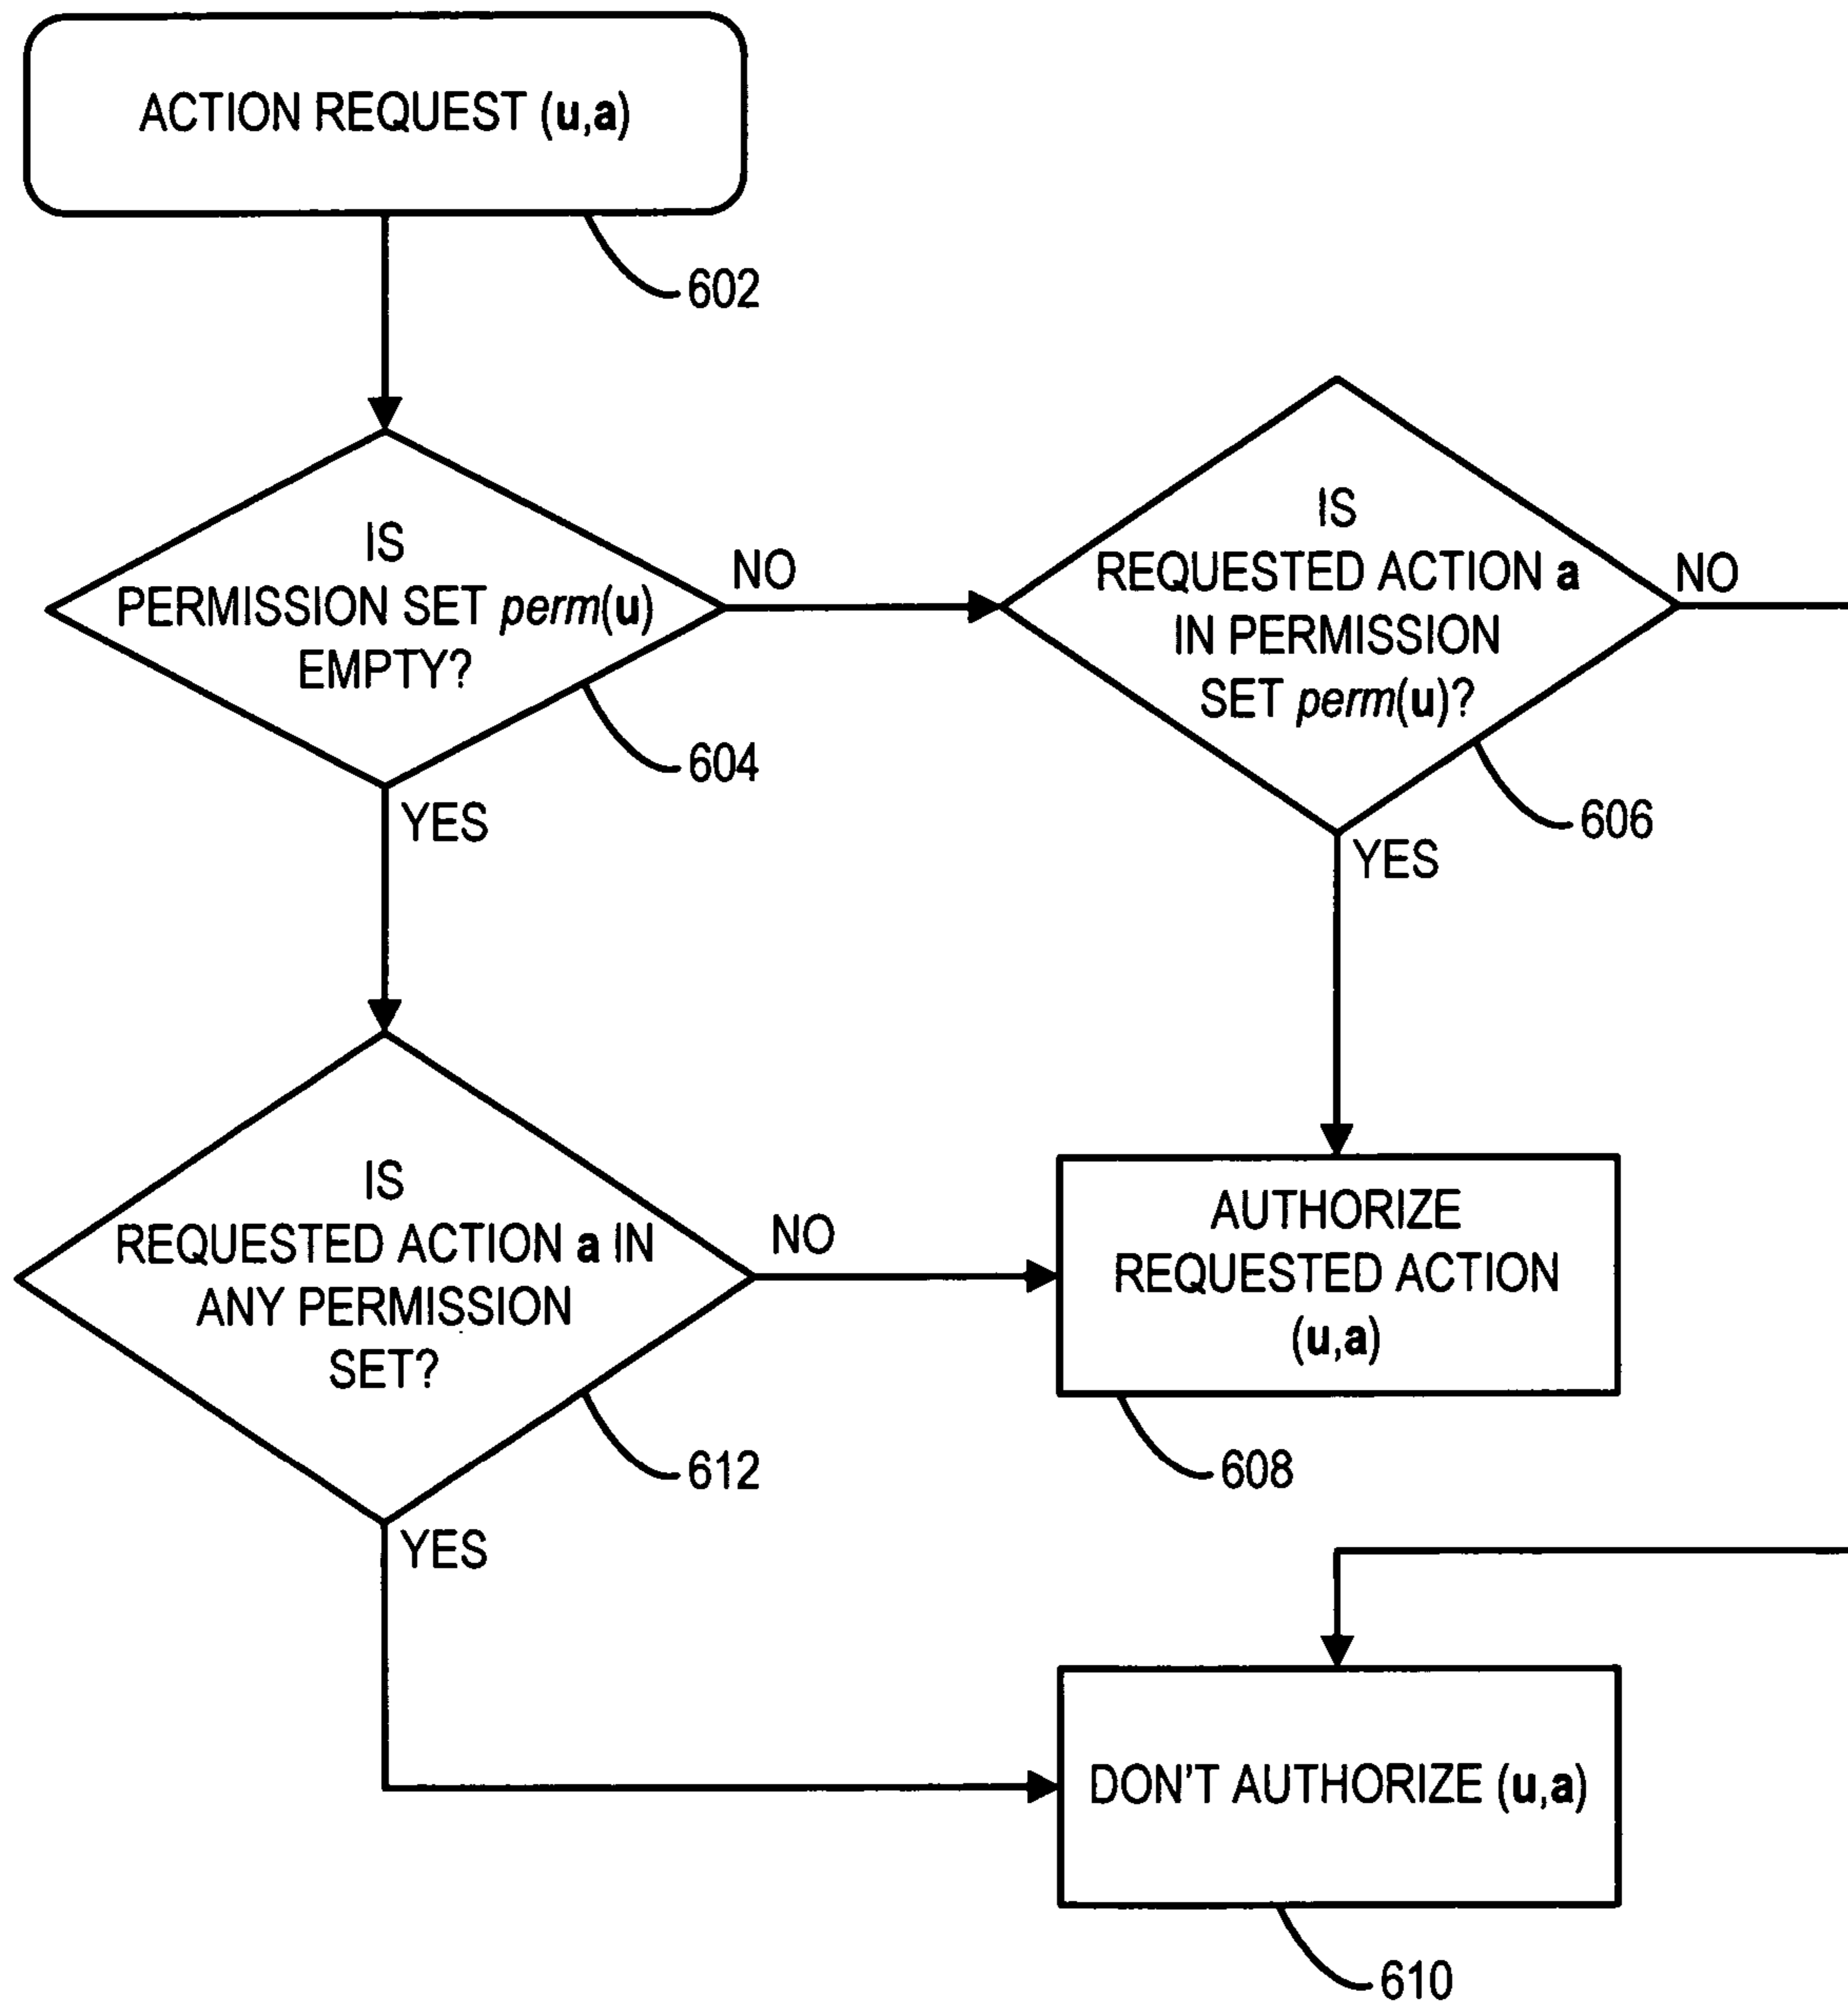 ACTION REQUEST (u,a)
602
IS
PERMISSION SET perm(u)
EMPTY?
NO
604
YES
IS
REQUESTED ACTION a
IN PERMISSION
SET perm(u)?
NO
606
YES
IS
REQUESTED ACTION a IN
ANY PERMISSION
SET?
NO
612
YES
AUTHORIZE
REQUESTED ACTION
(u,a)
608
DON'T AUTHORIZE (u,a)
610